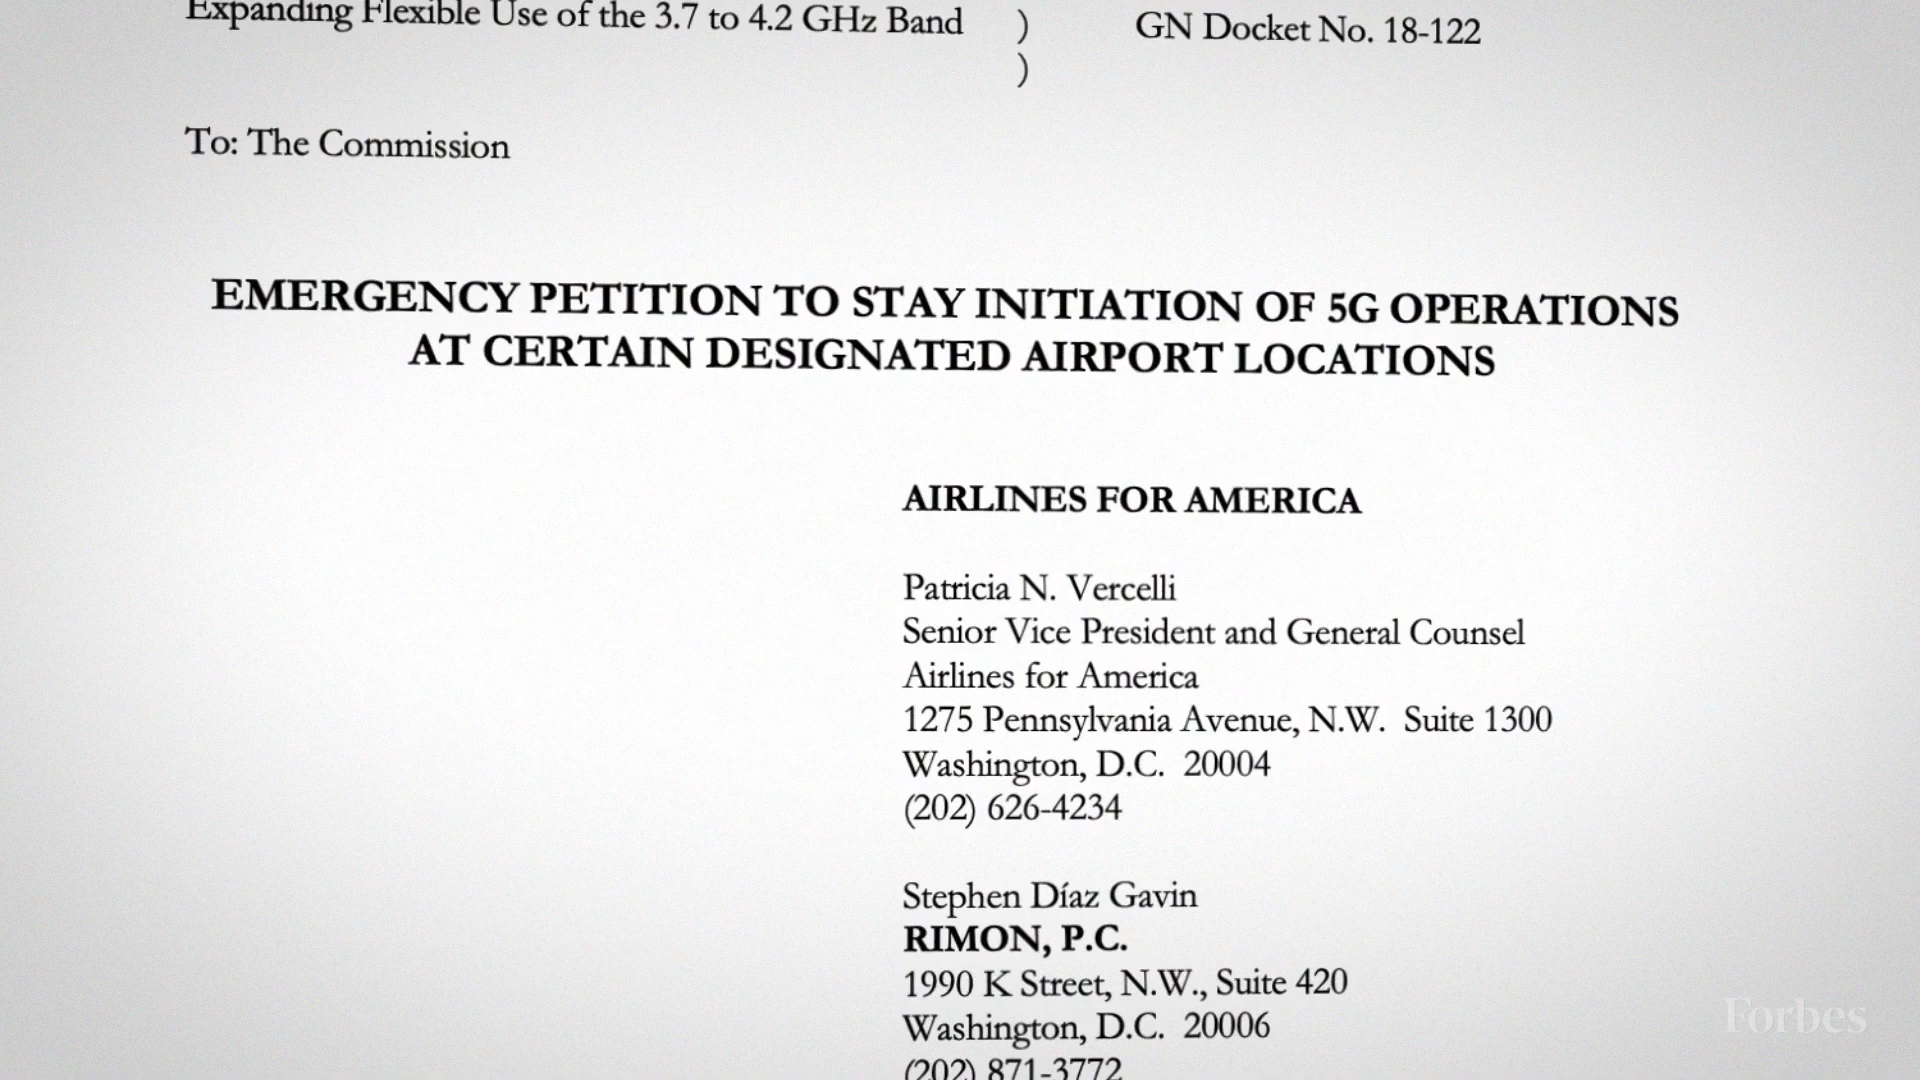 Expanding Flexible Use of the 3.7 to 4.2 GHz Band ) GN Docket No. 18-122
)
To: The Commission
EMERGENCY PETITION TO STAY INITIATION OF 5G OPERATIONS
AT CERTAIN DESIGNATED AIRPORT LOCATIONS
AIRLINES FOR AMERICA
Patricia N. Vercelli
Senior Vice President and General Counsel
Airlines for America
1275 Pennsylvania Avenue, N.W. Suite 1300
Washington, D.C. 20004
(202) 626-4234
Stephen Díaz Gavin
RIMON, P.C.
1990 K Street, N.W., Suite 420
Washington, D.C. 20006
(202) 871-3772
Forbes